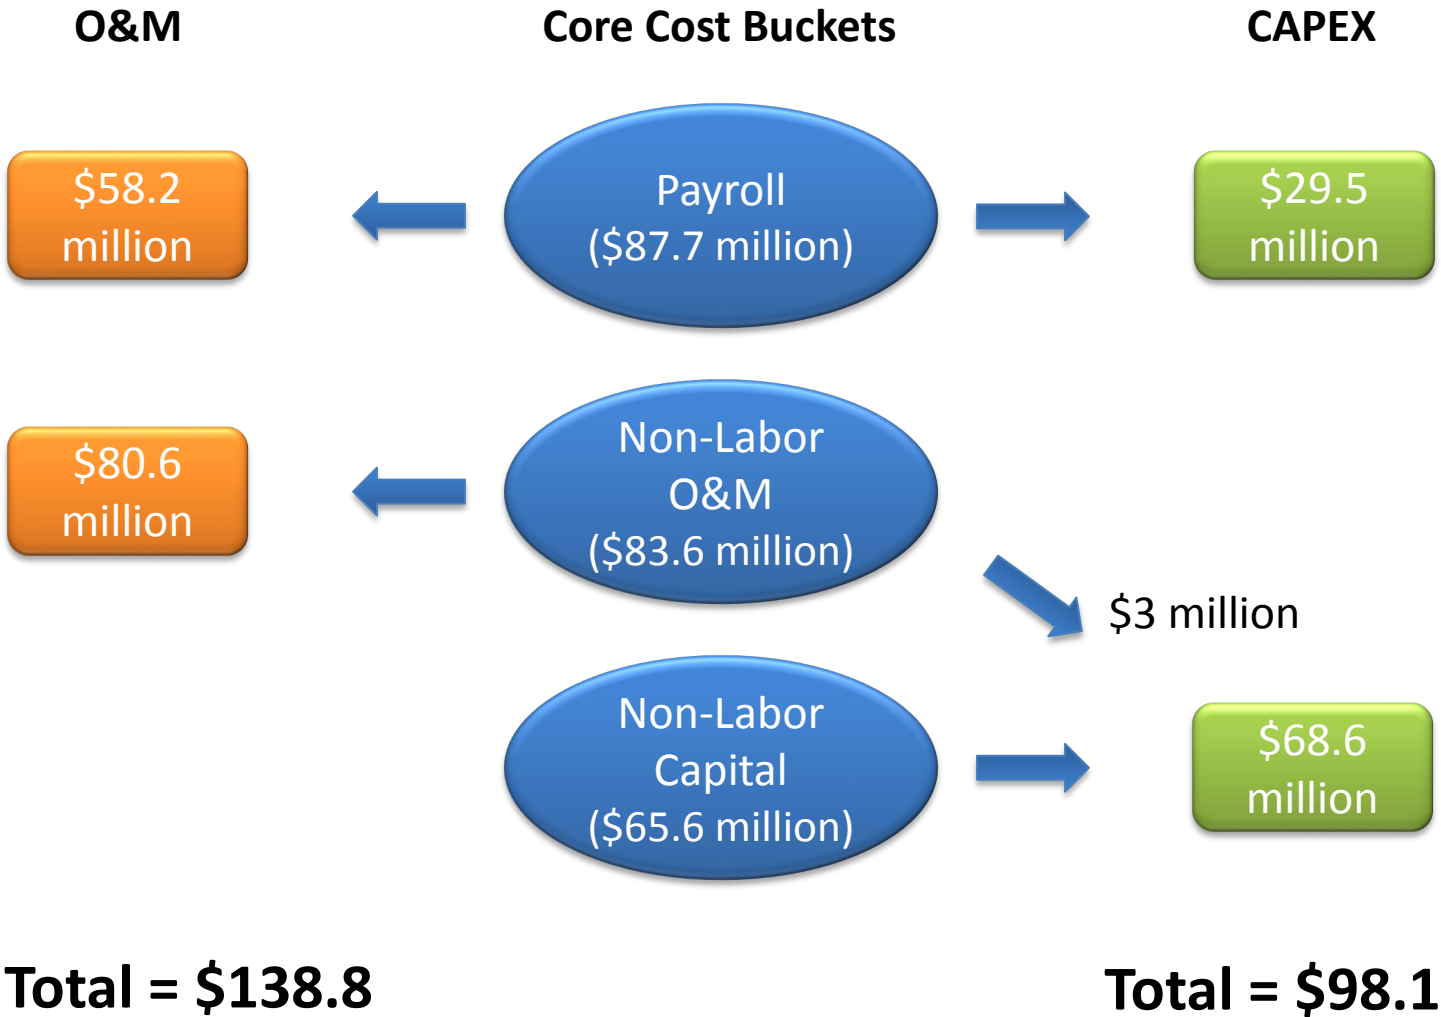 O&M
Core Cost Buckets
CAPEX
$58.2
million
Payroll
($87.7 million)
$29.5
million
$80.6
million
Non-Labor
O&M
($83.6 million)
$3 million
Non-Labor
Capital
($65.6 million)
$68.6
million
Total = $138.8
Total = $98.1